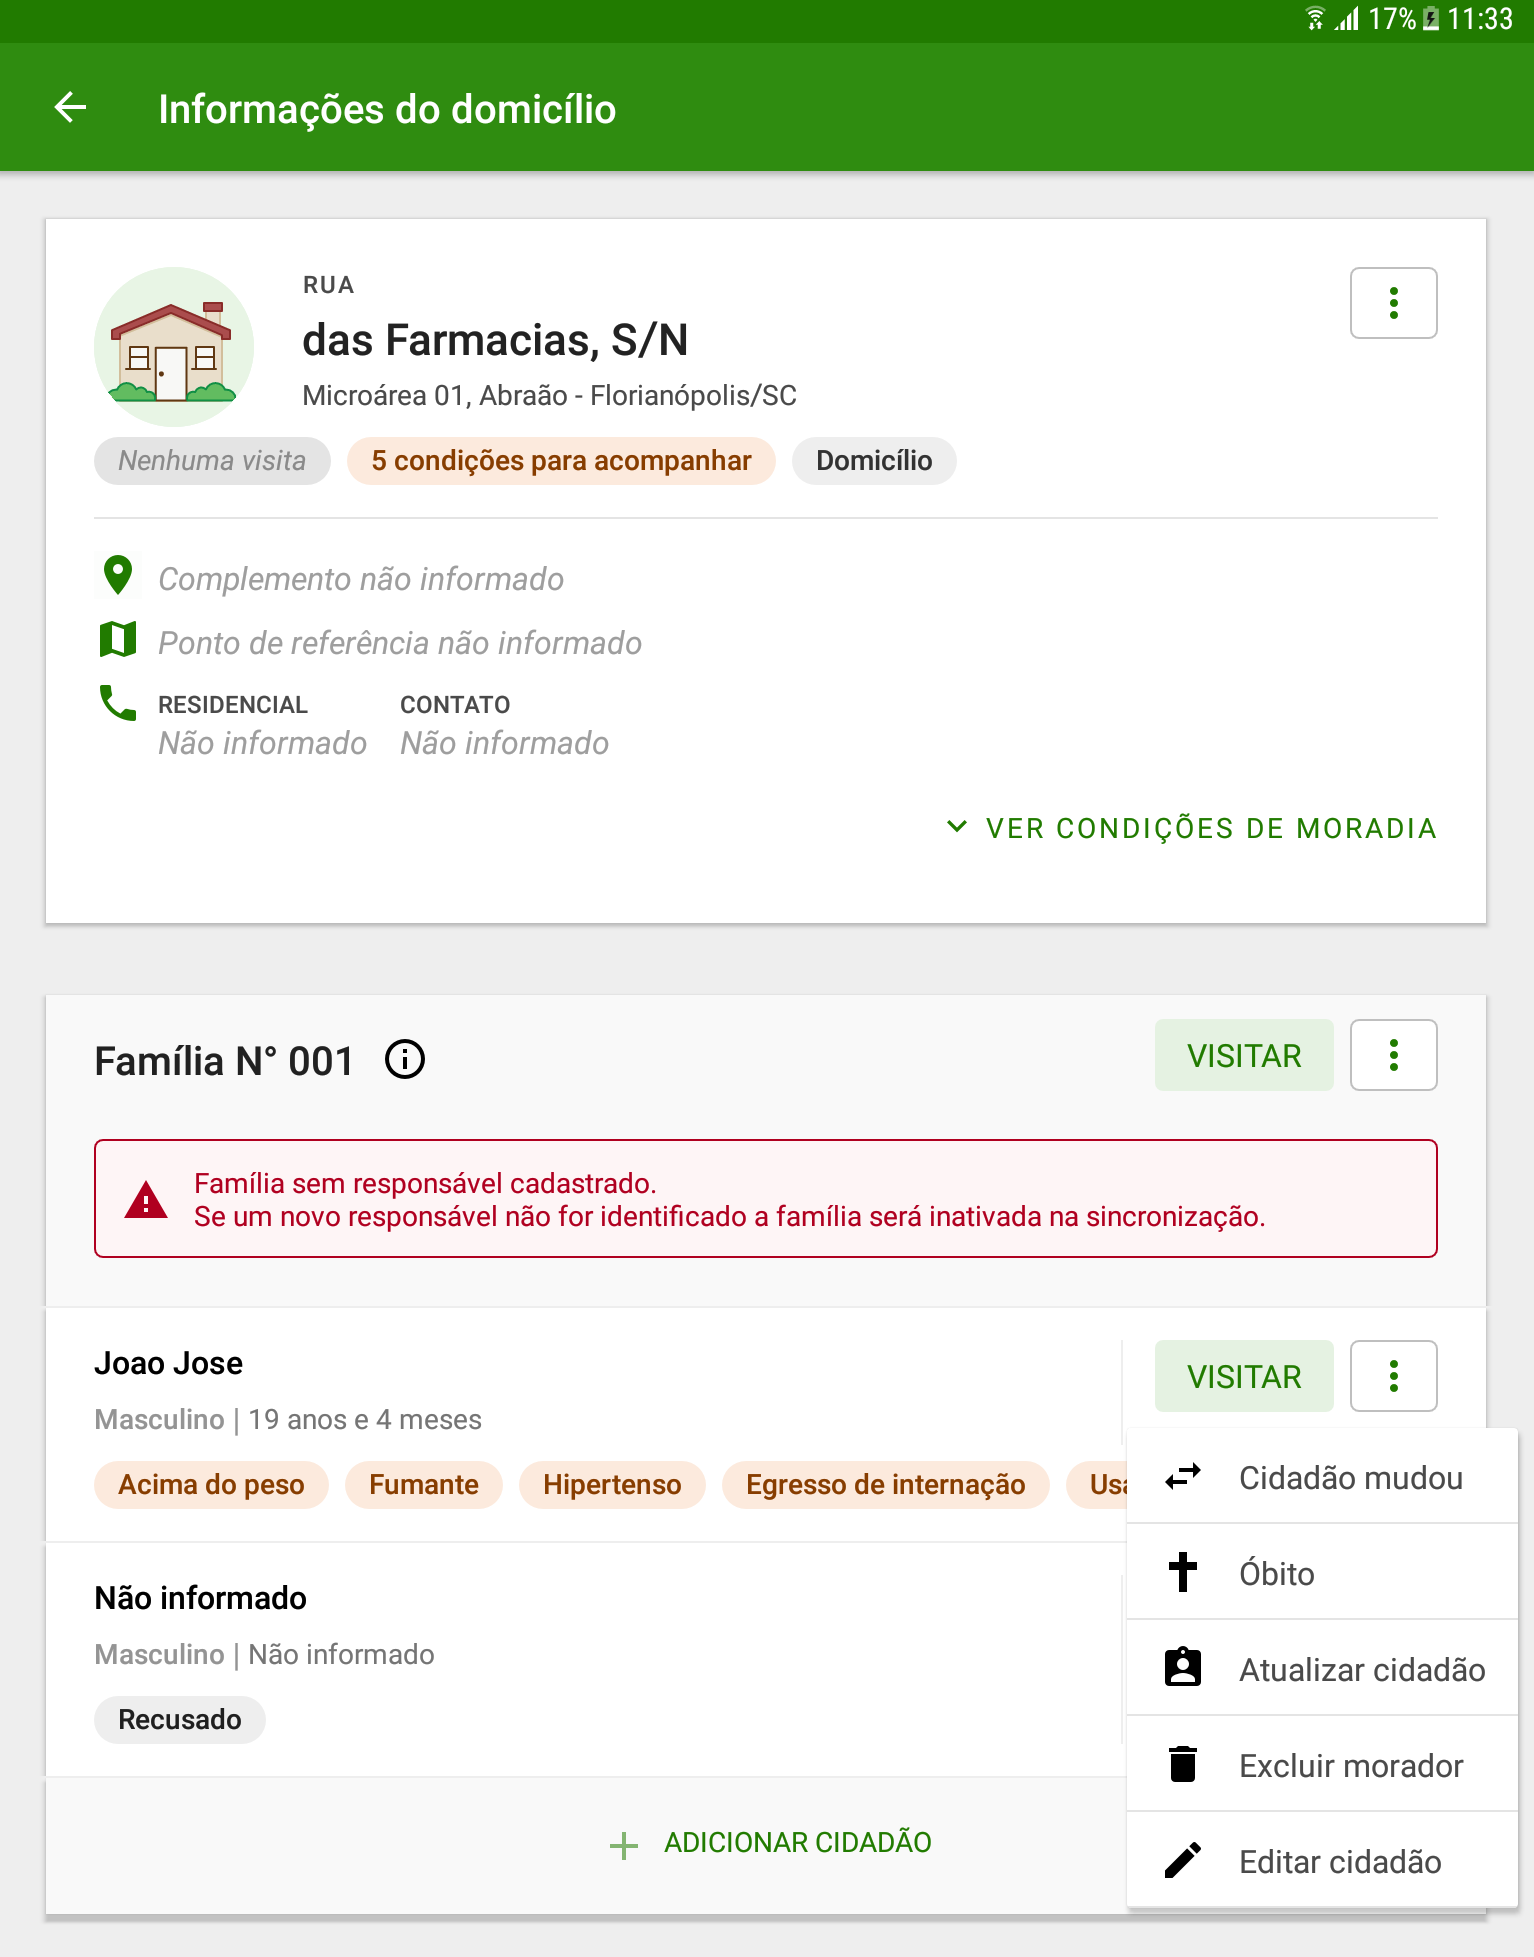 17% 11:33
Informações do domicílio
RUA
das Farmacias, S/N
Microárea 01, Abraão - Florianópolis/SC
Nenhuma visita 5 condições para acompanhar Domicílio
Complemento não informado
Ponto de referência não informado
RESIDENCIAL CONTATO
Não informado Não informado
VER CONDIÇÕES DE MORADIA
Família N° 001 VISITAR
Família sem responsável cadastrado.
Se um novo responsável não for identificado a família será inativada na sincronização.
Joao Jose VISITAR
Masculino | 19 anos e 4 meses
Acima do peso Fumante Hipertenso Egresso de internação
Não informado
Masculino | Não informado
Recusado
ADICIONAR CIDADÃO
Cidadão mudou
Óbito
Atualizar cidadão
Excluir morador
Editar cidadão